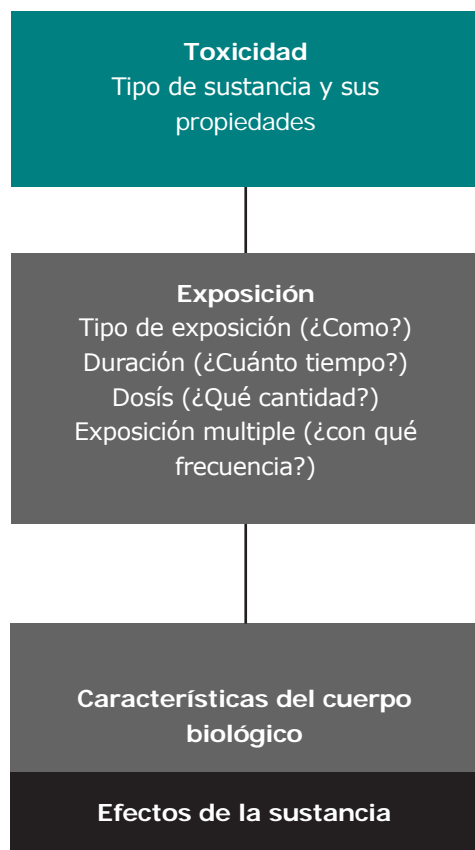 Toxicidad
Tipo de sustancia y sus
propiedades
Exposición
Tipo de exposición (¿Como?)
Duración (¿Cuánto tiempo?)
Dosís (¿Qué cantidad?)
Exposición multiple (¿con qué
frecuencia?)
Característícas del cuerpo
biológico
Efectos de la sustancia